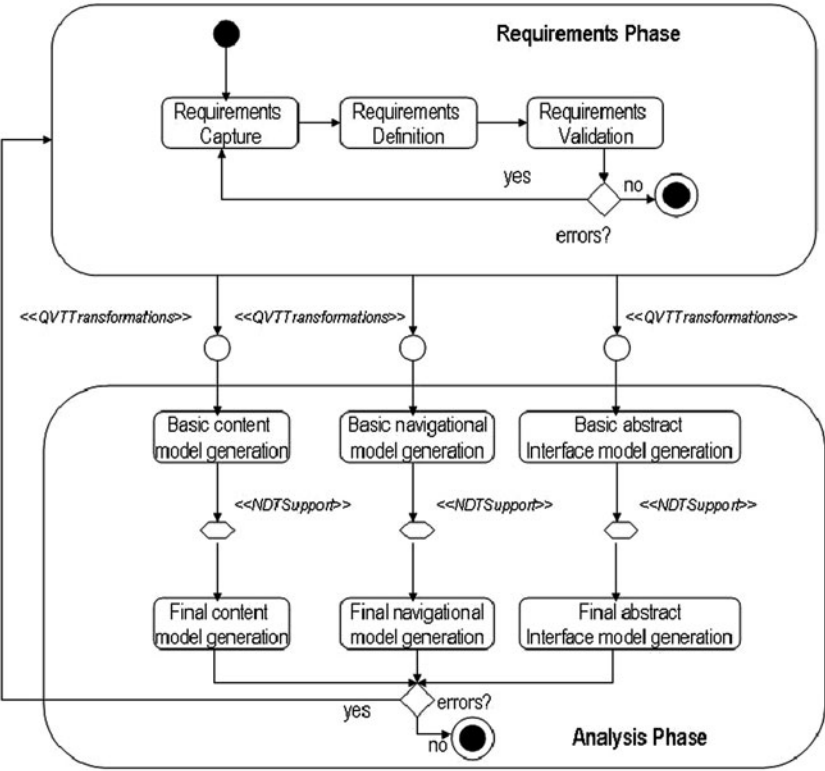 Requirements Phase
Requirements
Capture
Requirements
Definition
Requirements
Validation
yes
no
errors?
<<QVTTransformations>>
<<QVTTransformations>>
<<QVTTransformations>>
Basic content
model generation
Basic navigational
model generation
Basic abstract
Interface model generation
<<NDTSupport>>
<<NDTSupport>>
<<NDTSupport>>
Final content
model generation
Final navigational
model generation
Final abstract
Interface model generation
errors?
yes
no
Analysis Phase